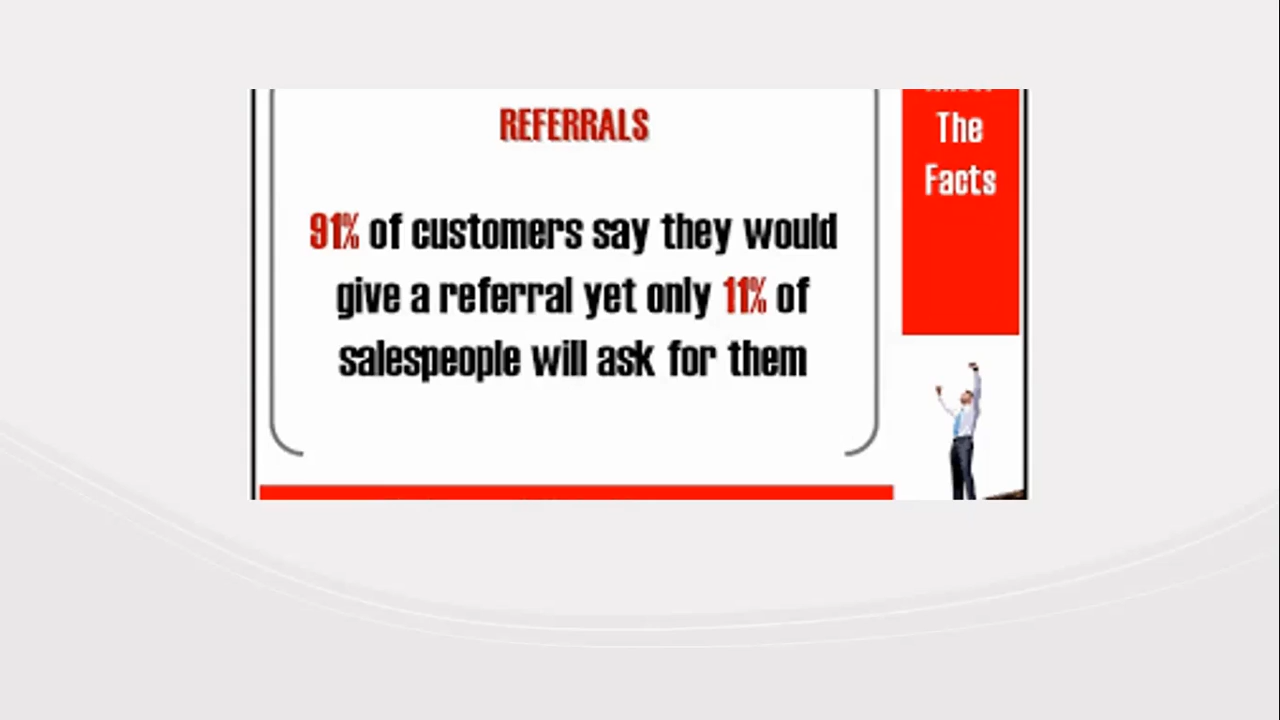 REFERRALS
91% of customers say they would
give a referral yet only 11% of
salespeople will ask for them
The
Facts